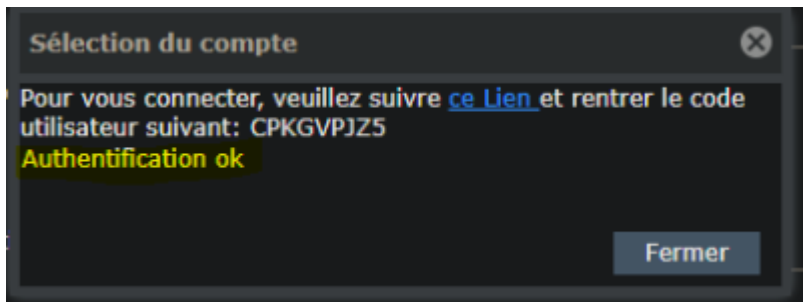 Sélection du compte
Pour vous connecter, veuillez suivre ce Lien et rentrer le code
utilisateur suivant: CPKGVPJZ5
Authentification ok
Fermer